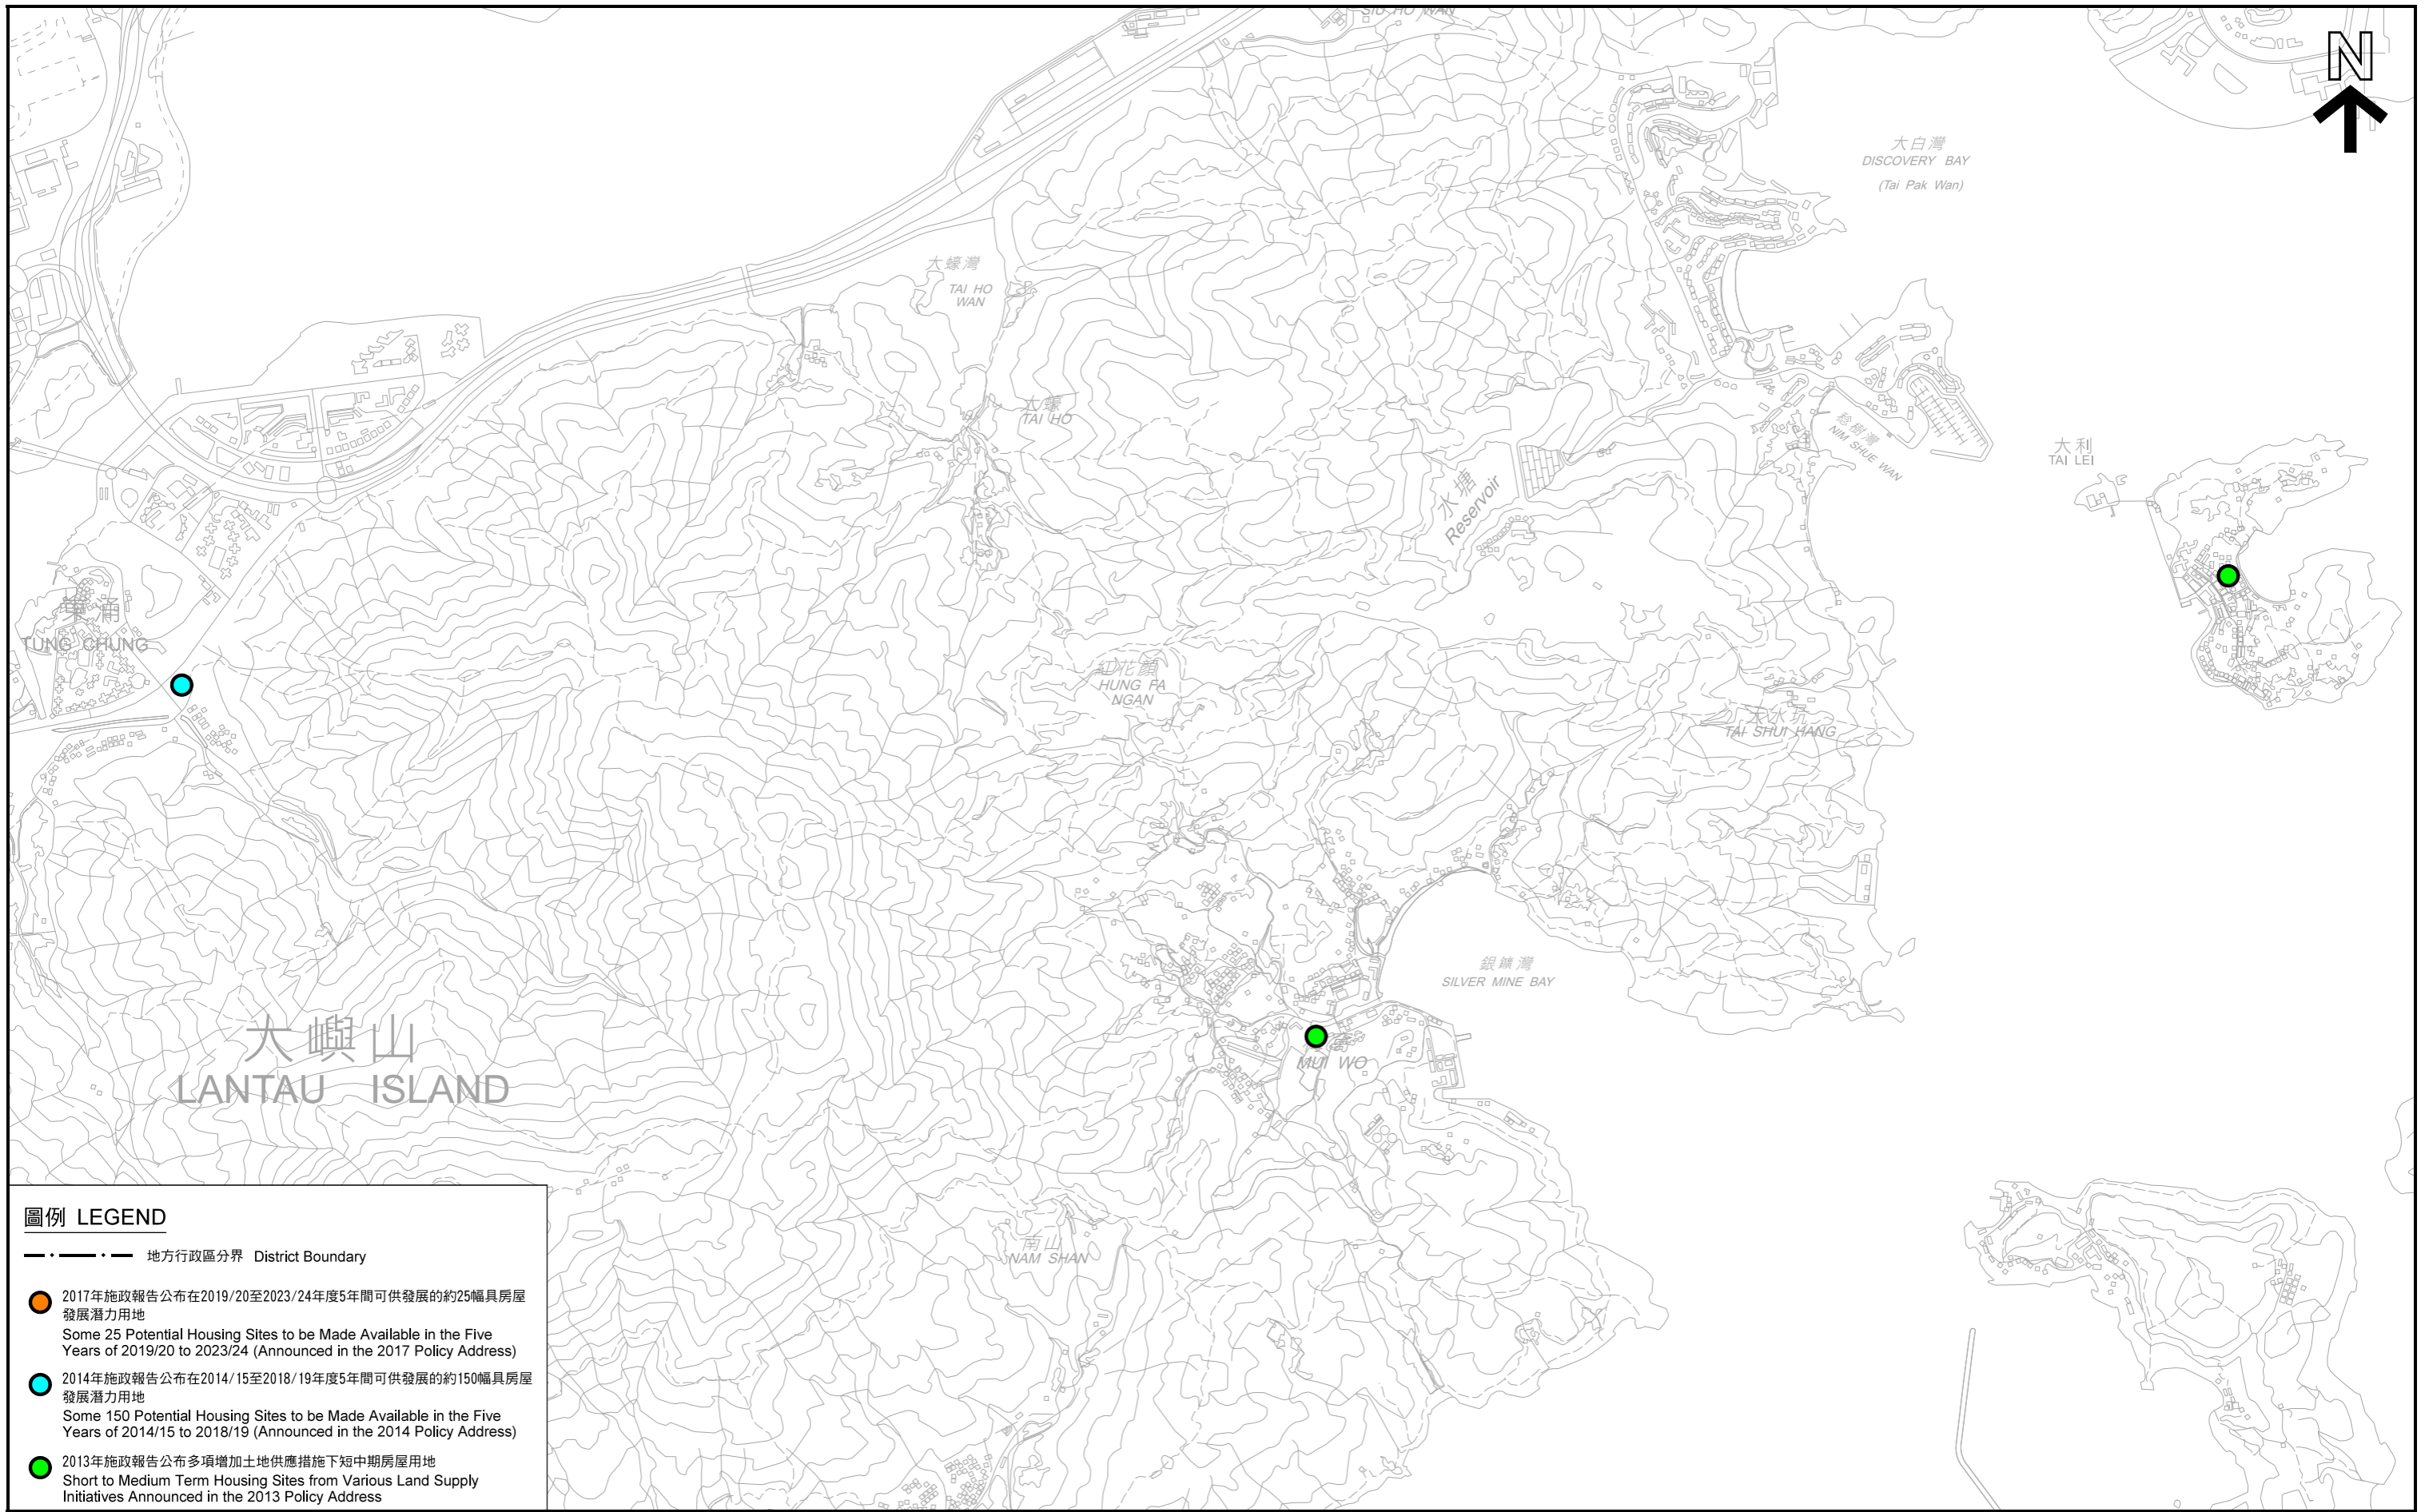 SIU HO WAN
N
大白灣
DISCOVERY BAY
(Tai Pak Wan)
大蠔灣
TAI HO
WAN
大蠔
TAI HO
稔樹灣
NIM SHUE WAN
大利
TAI LEI
水塘
Reservoir
東涌
TUNG CHUNG
紅花顏
HUNG FA
NGAN
大水坑
TAI SHUI HANG
銀鑛灣
SILVER MINE BAY
MUI WO
大嶼山
LANTAU ISLAND
南山
NAM SHAN
圖例 LEGEND
地方行政區分界 District Boundary
2017年施政報告公布在2019/20至2023/24年度5年間可供發展的約25幅具房屋
發展潛力用地
Some 25 Potential Housing Sites to be Made Available in the Five
Years of 2019/20 to 2023/24 (Announced in the 2017 Policy Address)
2014年施政報告公布在2014/15至2018/19年度5年間可供發展的約150幅具房屋
發展潛力用地
Some 150 Potential Housing Sites to be Made Available in the Five
Years of 2014/15 to 2018/19 (Announced in the 2014 Policy Address)
2013年施政報告公布多項增加土地供應措施下短中期房屋用地
Short to Medium Term Housing Sites from Various Land Supply
Initiatives Announced in the 2013 Policy Address